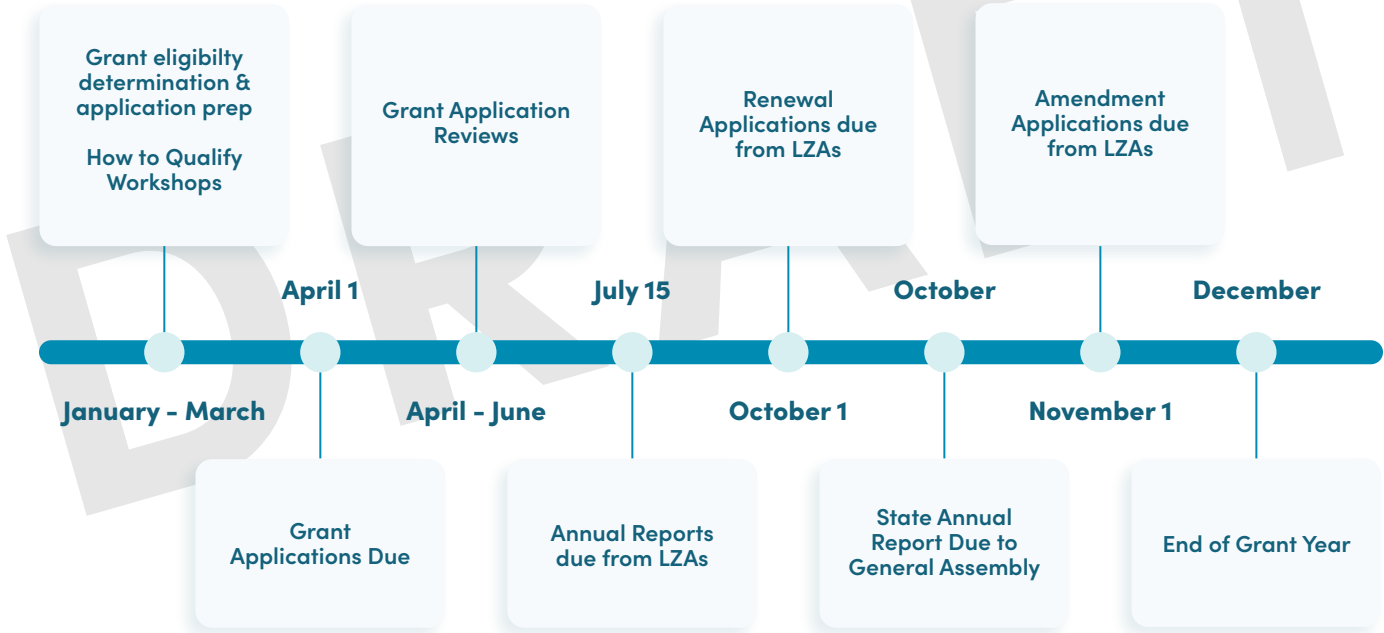 Grant eligibilty
determination &
application prep
How to Qualify
Workshops
Grant Application
Reviews
Renewal
Applications due
from LZAs
Amendment
Applications due
from LZAs
April 1
July 15
October
December
January - March
April - June
October 1
November 1
Grant
Applications Due
Annual Reports
due from LZAs
State Annual
Report Due to
General Assembly
End of Grant Year
DRAFT